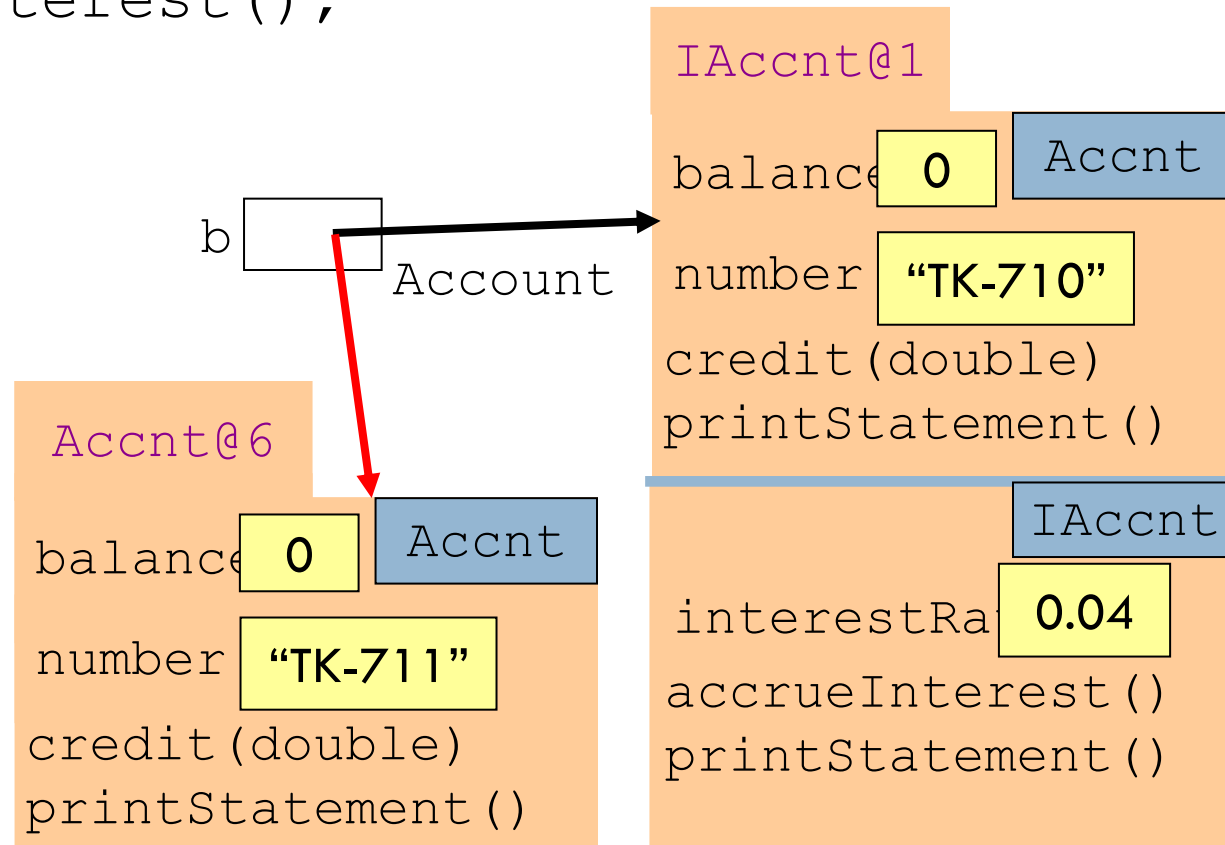 terest();
IAccnt@1
balance 0 Accnt
b
Account
number “TK-710”
credit(double)
printStatement()
Accnt@6
IAccnt
balance 0 Accnt
interestRa 0.04
number “TK-711”
accrueInterest()
credit(double)
printStatement()
printStatement()